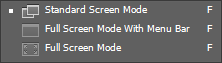 Standard Screen Mode F
Full Screen Mode With Menu Bar F
Full Screen Mode F